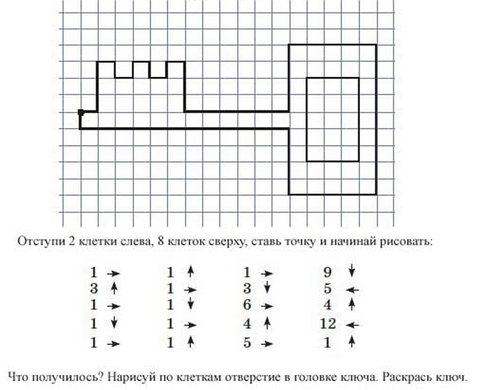 Отступи 2 клетки слева, 8 клеток сверху, ставь точку и начинай рисовать:
1 → 1 ↑ 1 → 9 ↓
3 ↑ 1 → 3 ↓ 5 ←
1 → 1 ↓ 6 → 4 ↑
1 ↓ 1 → 4 ↑ 12 ←
1 → 1 ↑ 5 → 1 ↑
Что получилось? Нарисуй по клеткам отверстие в головке ключа. Раскрась ключ.